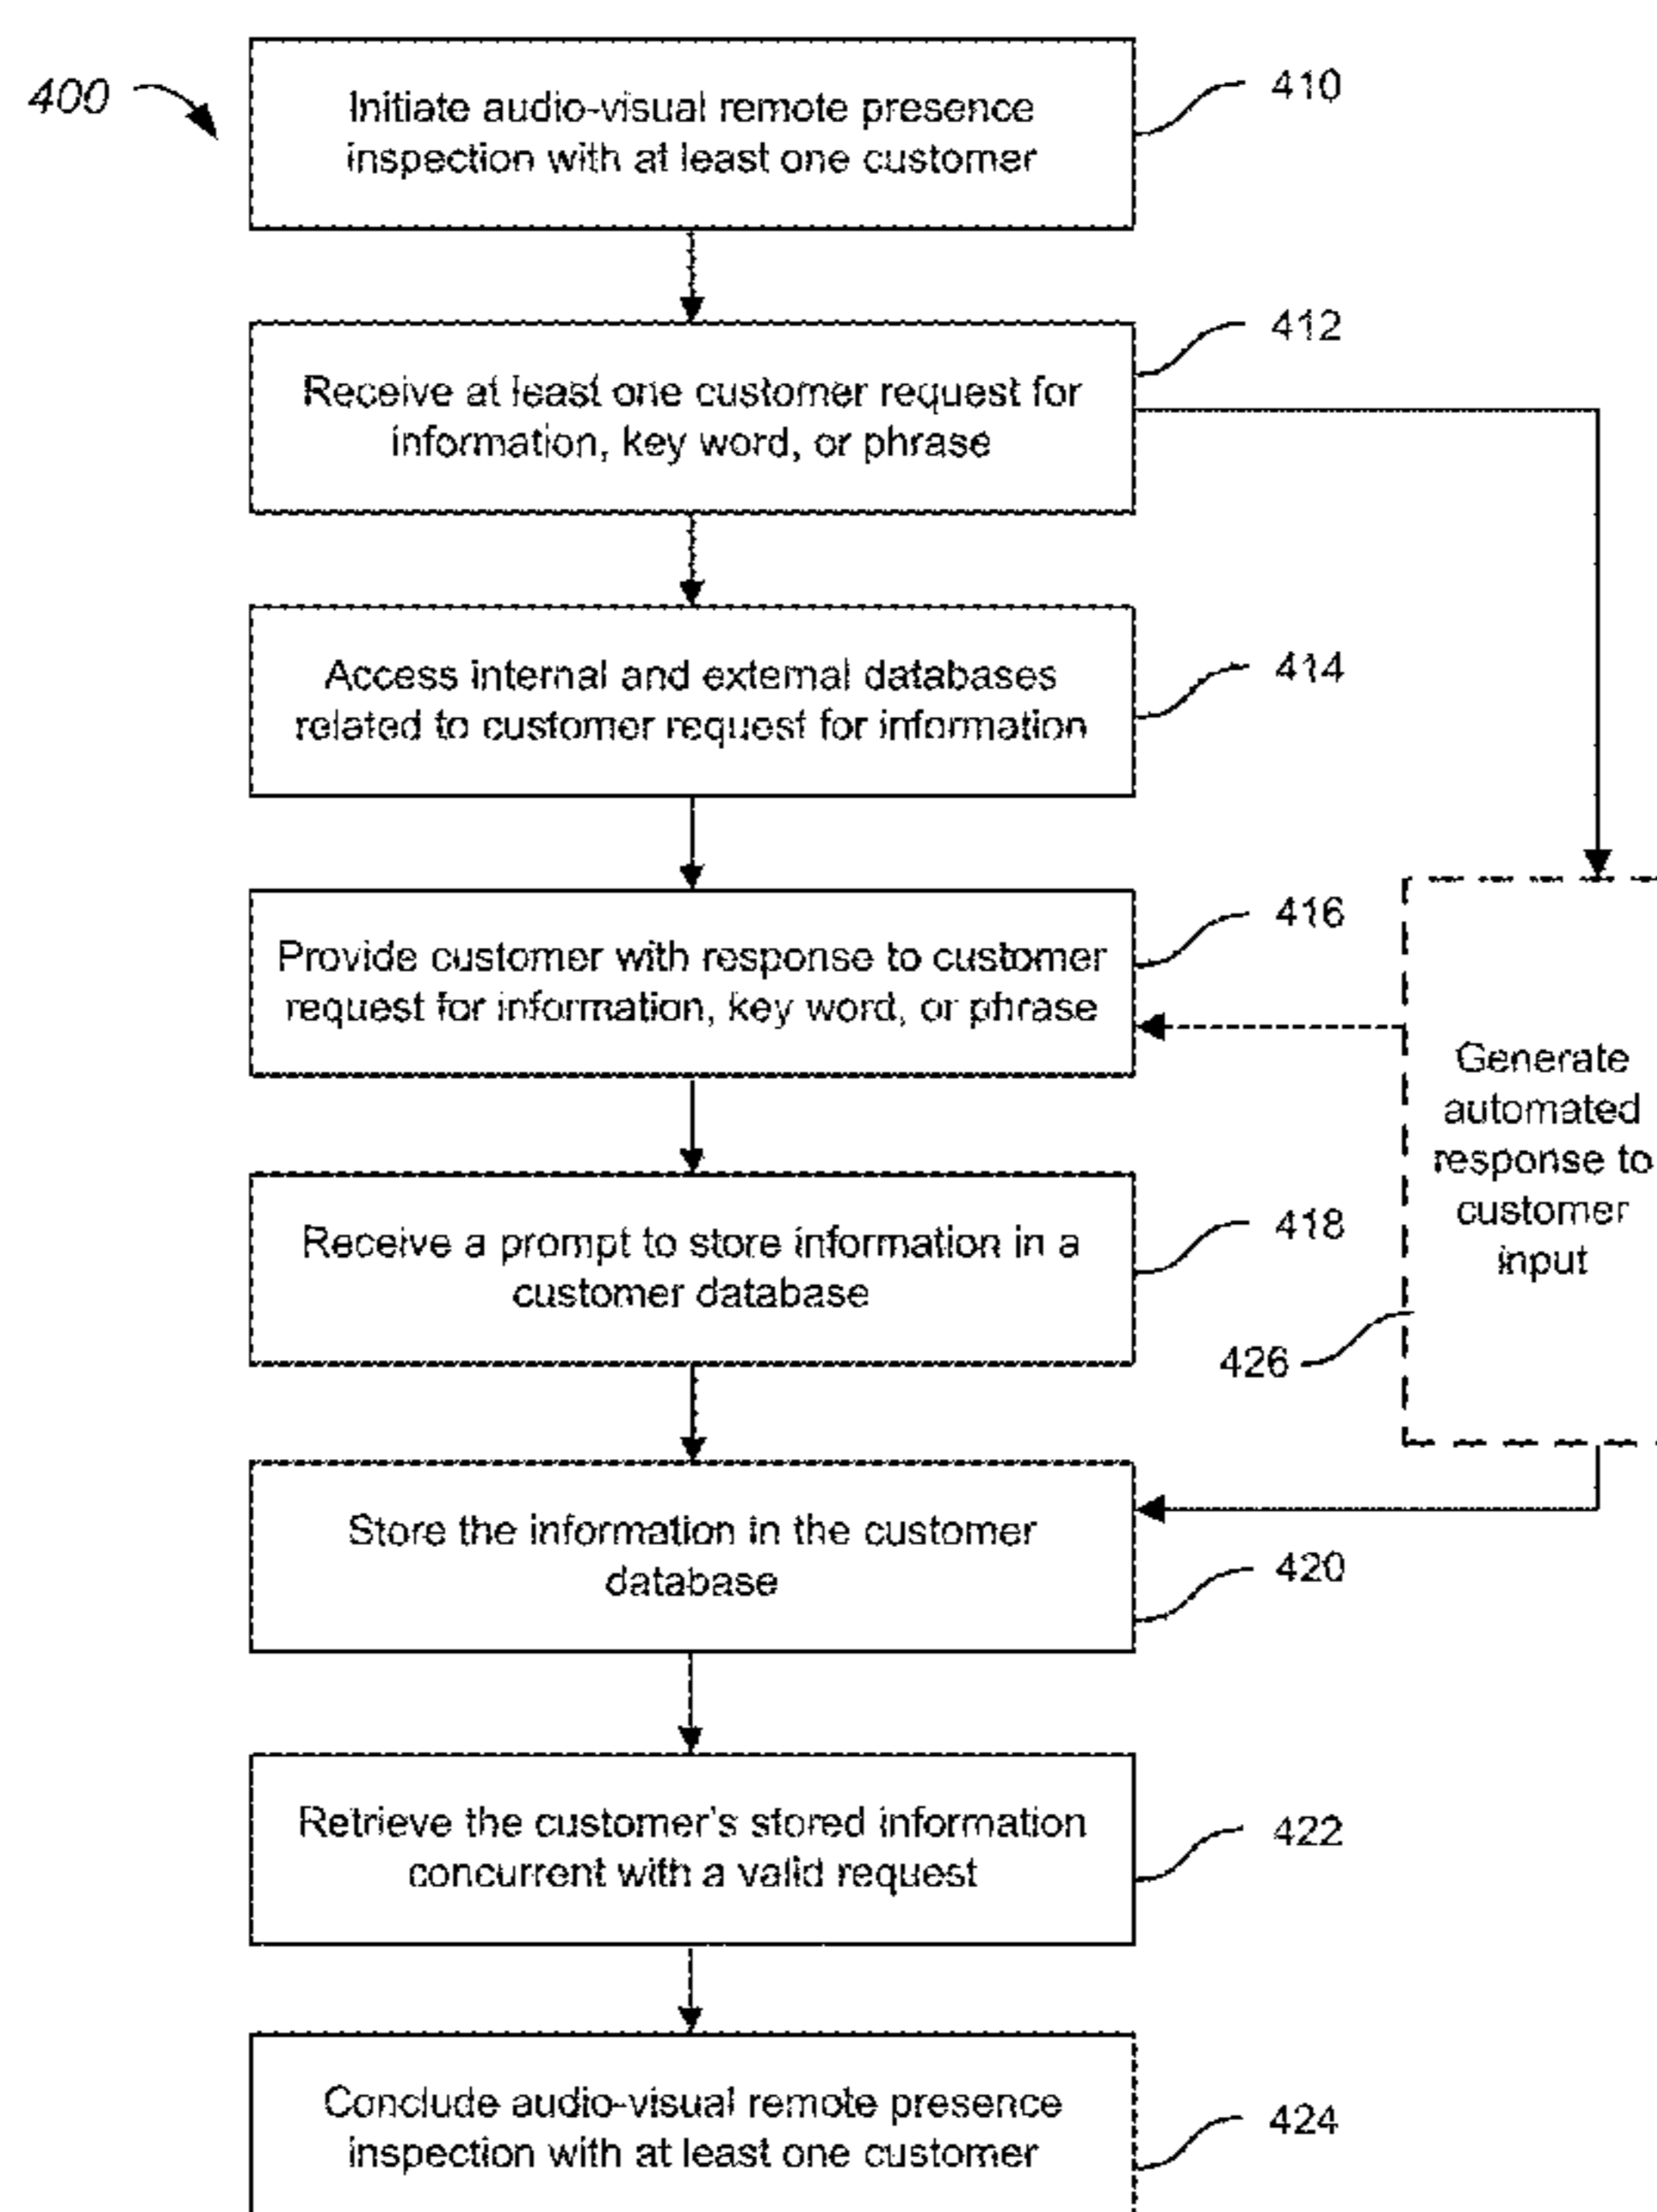 400
Initiate audio-visual remote presence
inspection with at least one customer
410
Receive at least one customer request for
information, key word, or phrase
412
Access internal and external databases
related to customer request for information
414
Provide customer with response to customer
request for information, key word, or phrase
416
Generate
automated
response to
customer
input
426
Receive a prompt to store information in a
customer database
418
Store the information in the customer
database
420
Retrieve the customer's stored information
concurrent with a valid request
422
Conclude audio-visual remote presence
inspection with at least one customer
424